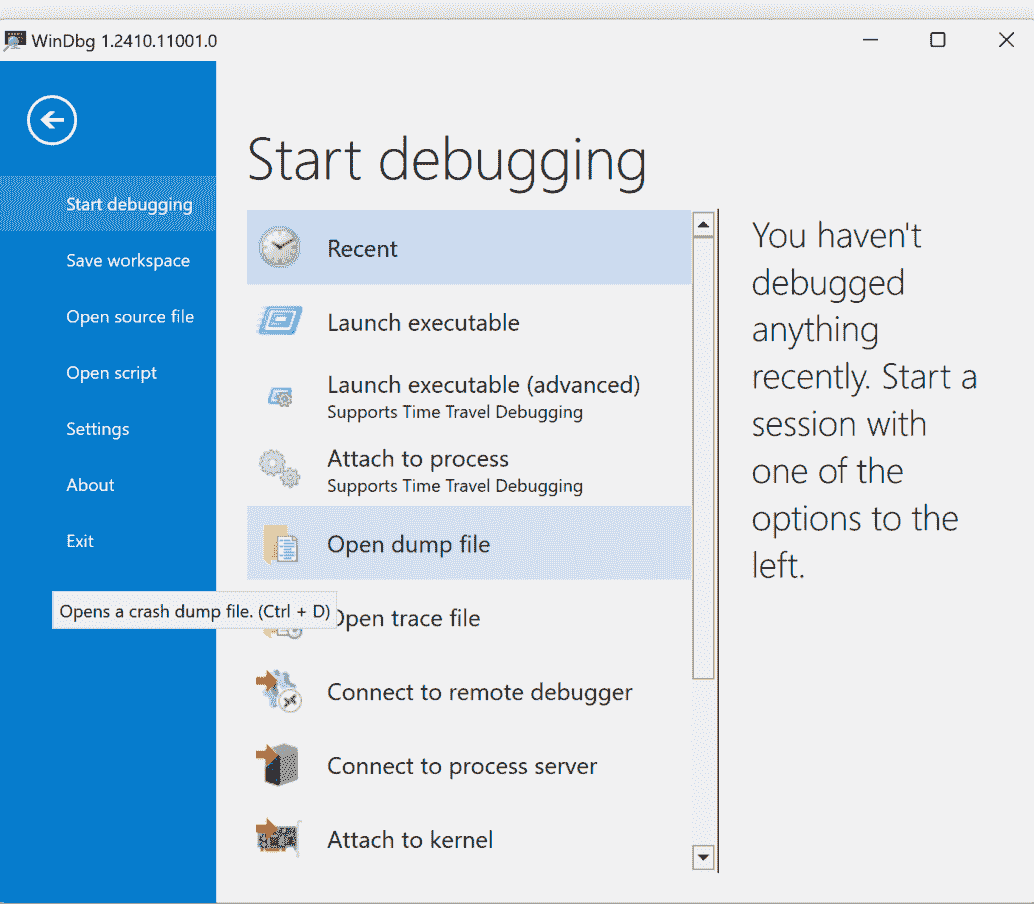 WinDbg 1.2410.11001.0
Start debugging
Save workspace
Open source file
Open script
Settings
About
Exit
Start debugging
Recent
Launch executable
Launch executable (advanced)
Supports Time Travel Debugging
Attach to process
Supports Time Travel Debugging
Open dump file
Opens a crash dump file. (Ctrl + D)
Open trace file
Connect to remote debugger
Connect to process server
Attach to kernel
You haven't
debugged
anything
recently. Start a
session with
one of the
options to the
left.